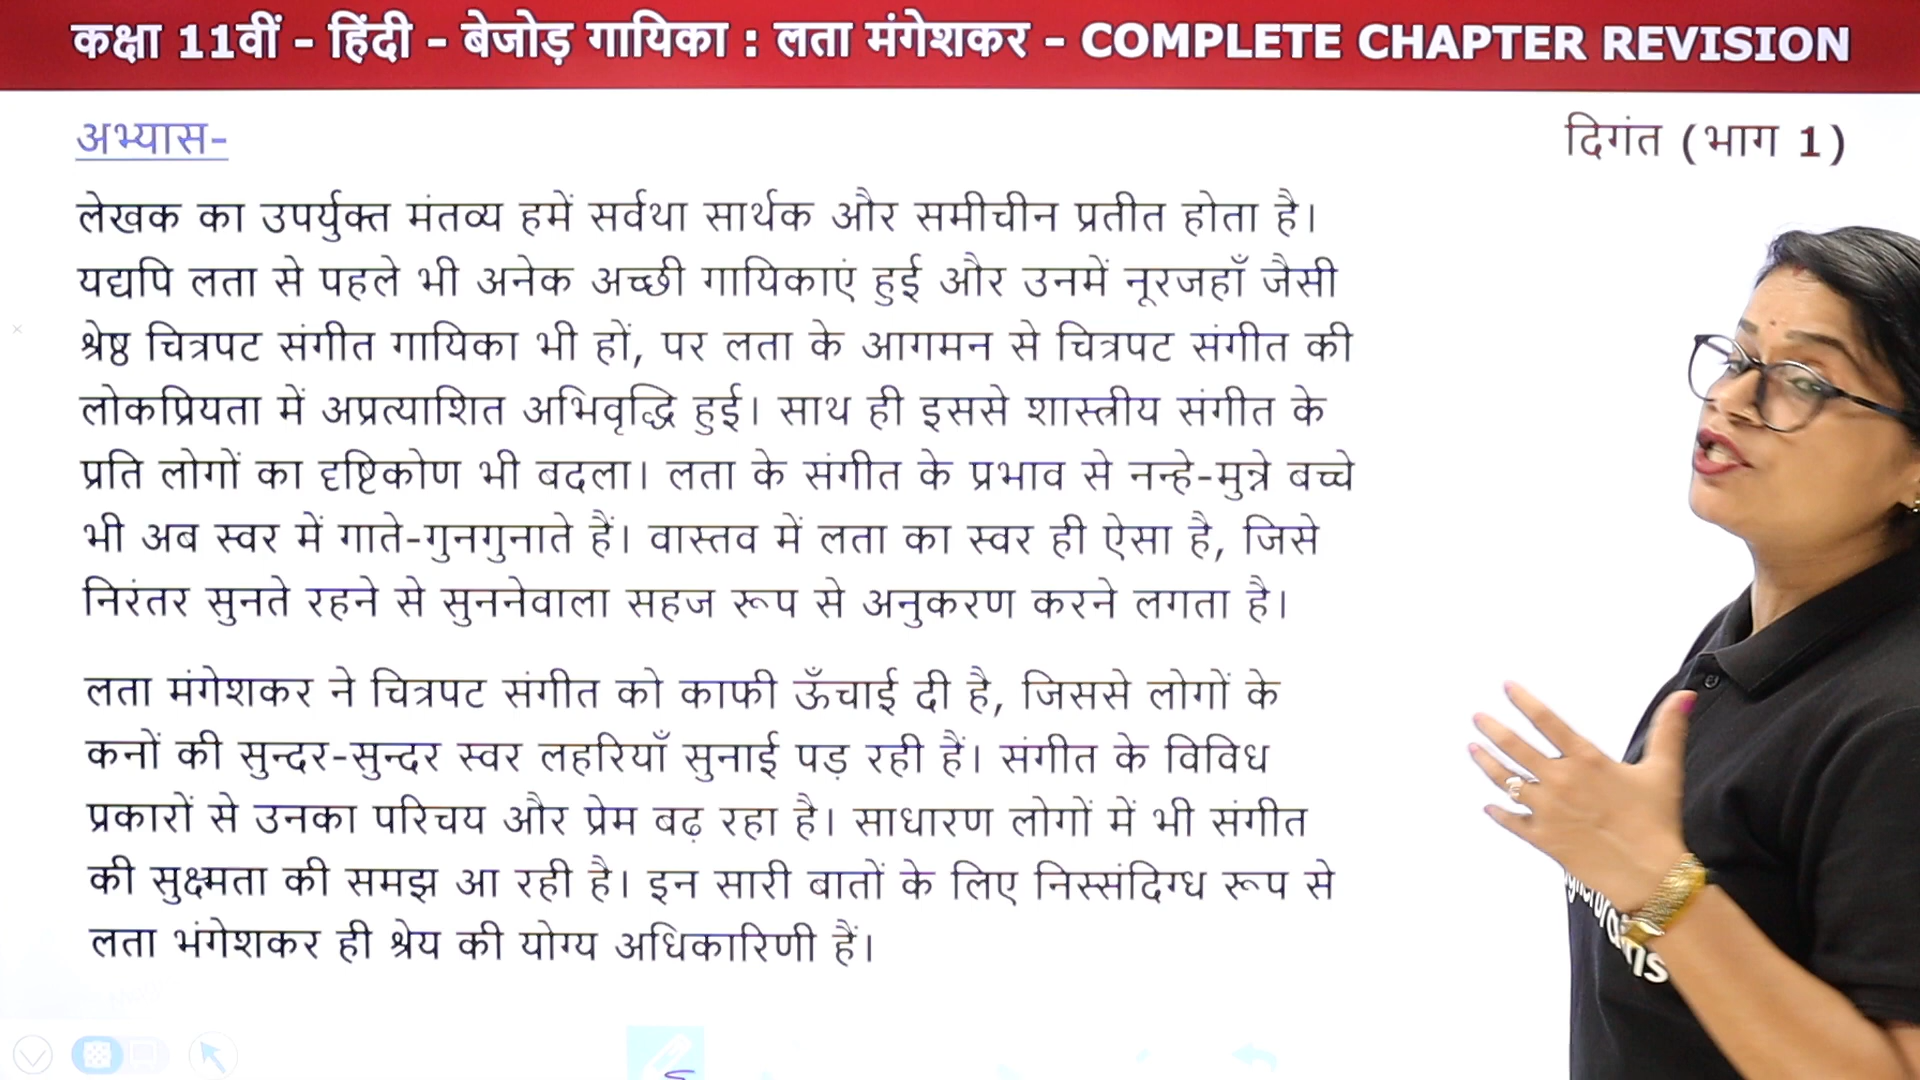 कक्षा 11वीं - हिंदी - बेजोड़ गायिका : लता मंगेशकर - COMPLETE CHAPTER REVISION
अभ्यास-
दिगंत (भाग 1)
लेखक का उपर्युक्त मंतव्य हमें सर्वथा सार्थक और समीचीन प्रतीत होता है।
यद्यपि लता से पहले भी अनेक अच्छी गायिकाएं हुई और उनमें नूरजहाँ जैसी
श्रेष्ठ चित्रपट संगीत गायिका भी हों, पर लता के आगमन से चित्रपट संगीत की
लोकप्रियता में अप्रत्याशित अभिवृद्धि हुई। साथ ही इससे शास्त्रीय संगीत के
प्रति लोगों का दृष्टिकोण भी बदला। लता के संगीत के प्रभाव से नन्हे-मुन्ने बच्चे
भी अब स्वर में गाते-गुनगुनाते हैं। वास्तव में लता का स्वर ही ऐसा है, जिसे
निरंतर सुनते रहने से सुननेवाला सहज रूप से अनुकरण करने लगता है।
लता मंगेशकर ने चित्रपट संगीत को काफी ऊँचाई दी है, जिससे लोगों के
कनों की सुन्दर-सुन्दर स्वर लहरियाँ सुनाई पड़ रही हैं। संगीत के विविध
प्रकारों से उनका परिचय और प्रेम बढ़ रहा है। साधारण लोगों में भी संगीत
की सुक्ष्मता की समझ आ रही है। इन सारी बातों के लिए निस्संदिग्ध रूप से
लता भंगेशकर ही श्रेय की योग्य अधिकारिणी हैं।